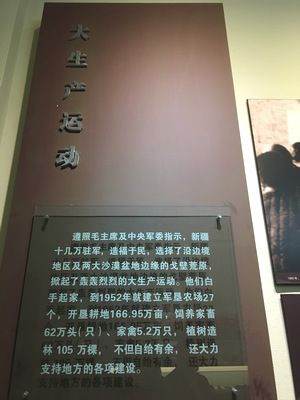 大生产运动
遵照毛主席及中央军委指示，新疆
十几万驻军，造福于民，选择了沿边境
地区及两大沙漠盆地边缘的戈壁荒原，
掀起了轰轰烈烈的大生产运动。他们白
手起家，到1952年就建立军垦农场27
个，开垦耕地166.95万亩，饲养家畜
62万头(只)、家禽5.2万只，植树造
林 105 万棵， 不但自给有余， 还大力
支持地方的各项建设。